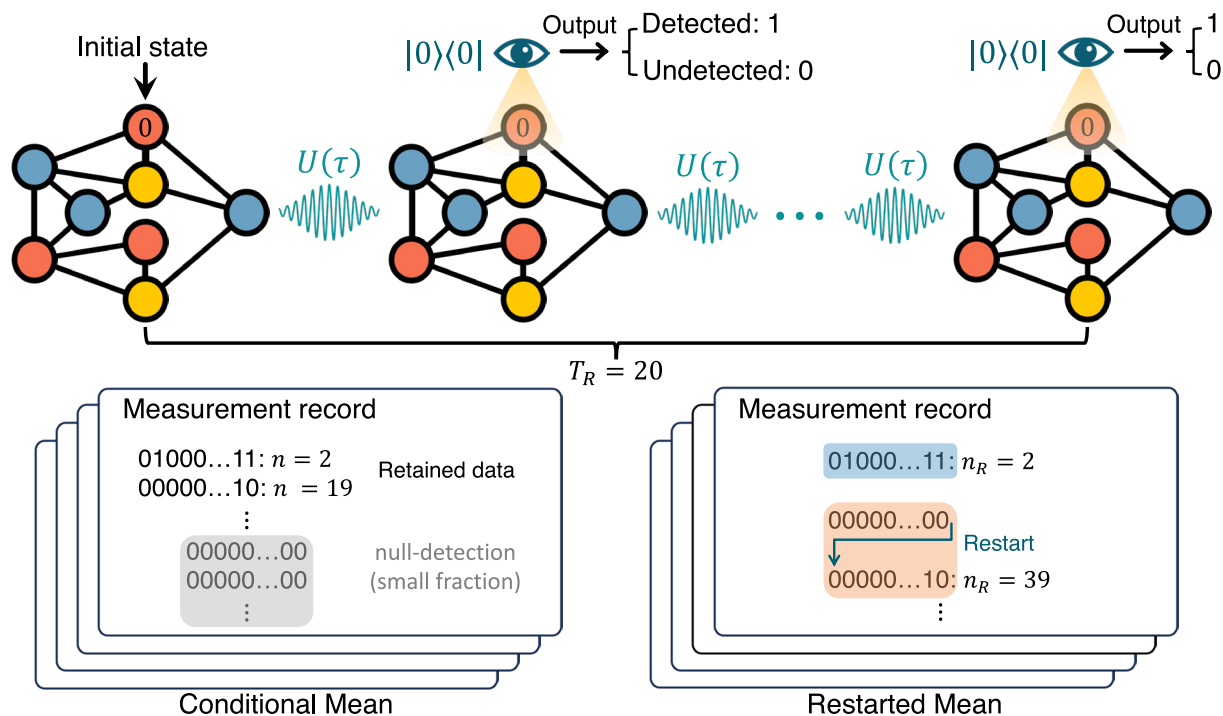 Initial state
|0⟩⟨0|
Output
Detected: 1
Undetected: 0
|0⟩⟨0|
Output
1
0
0
0
0
U(τ)
U(τ)
...
U(τ)
T_R = 20
Measurement record
01000...11: n = 2
00000...10: n = 19
Retained data
⋮
00000...00
00000...00
⋮
null-detection
(small fraction)
Conditional Mean
Measurement record
01000...11: n_R = 2
00000...00
Restart
00000...10: n_R = 39
⋮
Restarted Mean